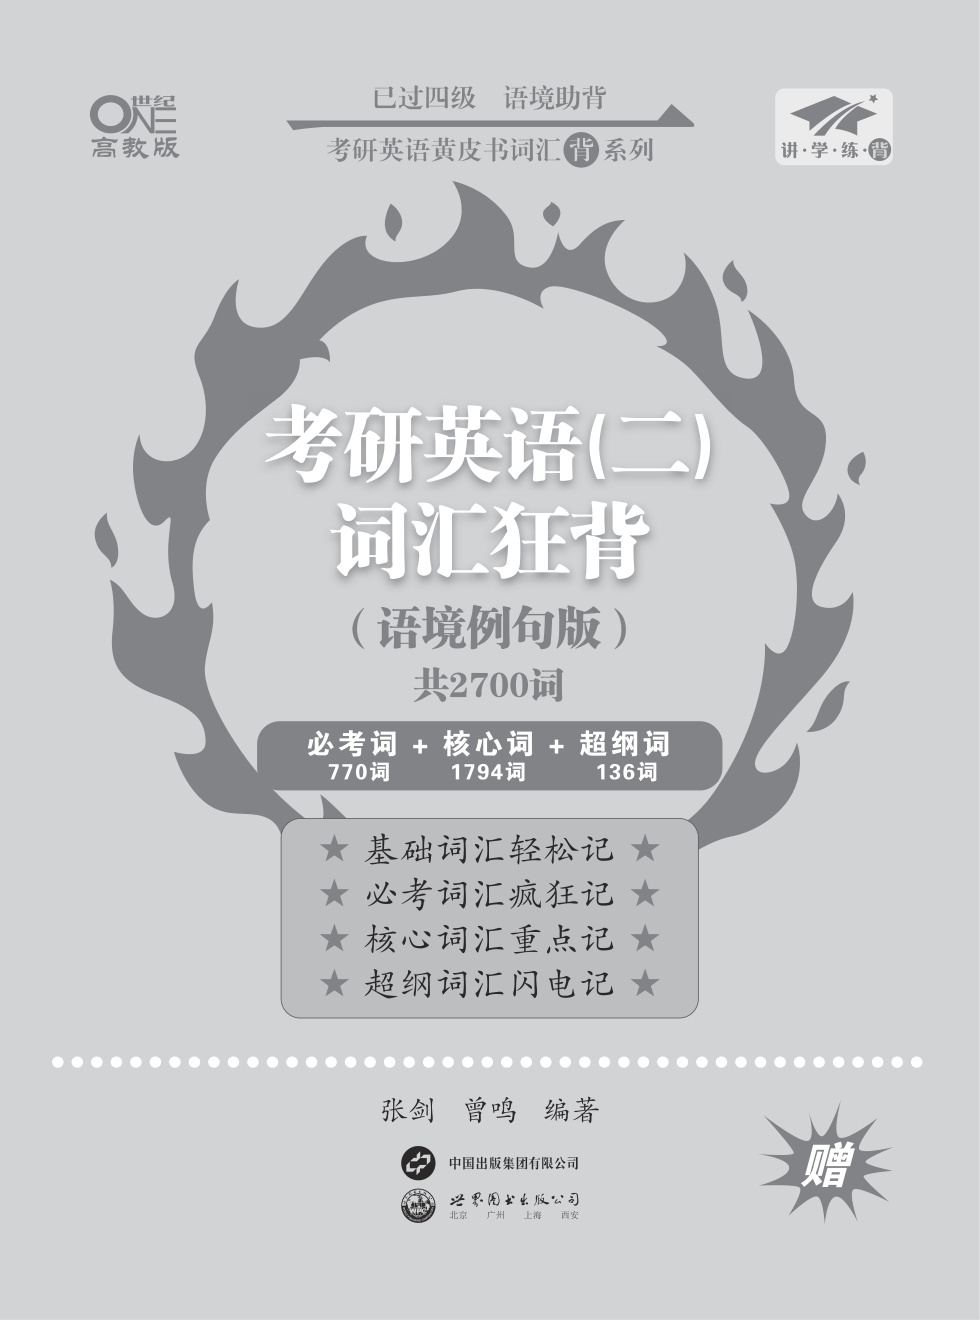 世纪
ONE
高教版
已过四级 语境助背
考研英语黄皮书词汇背系列
讲·学·练·背
考研英语(二)
词汇狂背
(语境例句版)
共2700词
必考词 + 核心词 + 超纲词
770词 1794词 136词
★ 基础词汇轻松记 ★
★ 必考词汇疯狂记 ★
★ 核心词汇重点记 ★
★ 超纲词汇闪电记 ★
张剑 曾鸣 编著
赠
中国出版集团有限公司
世界图书出版公司
北京 广州 上海 西安
WPC